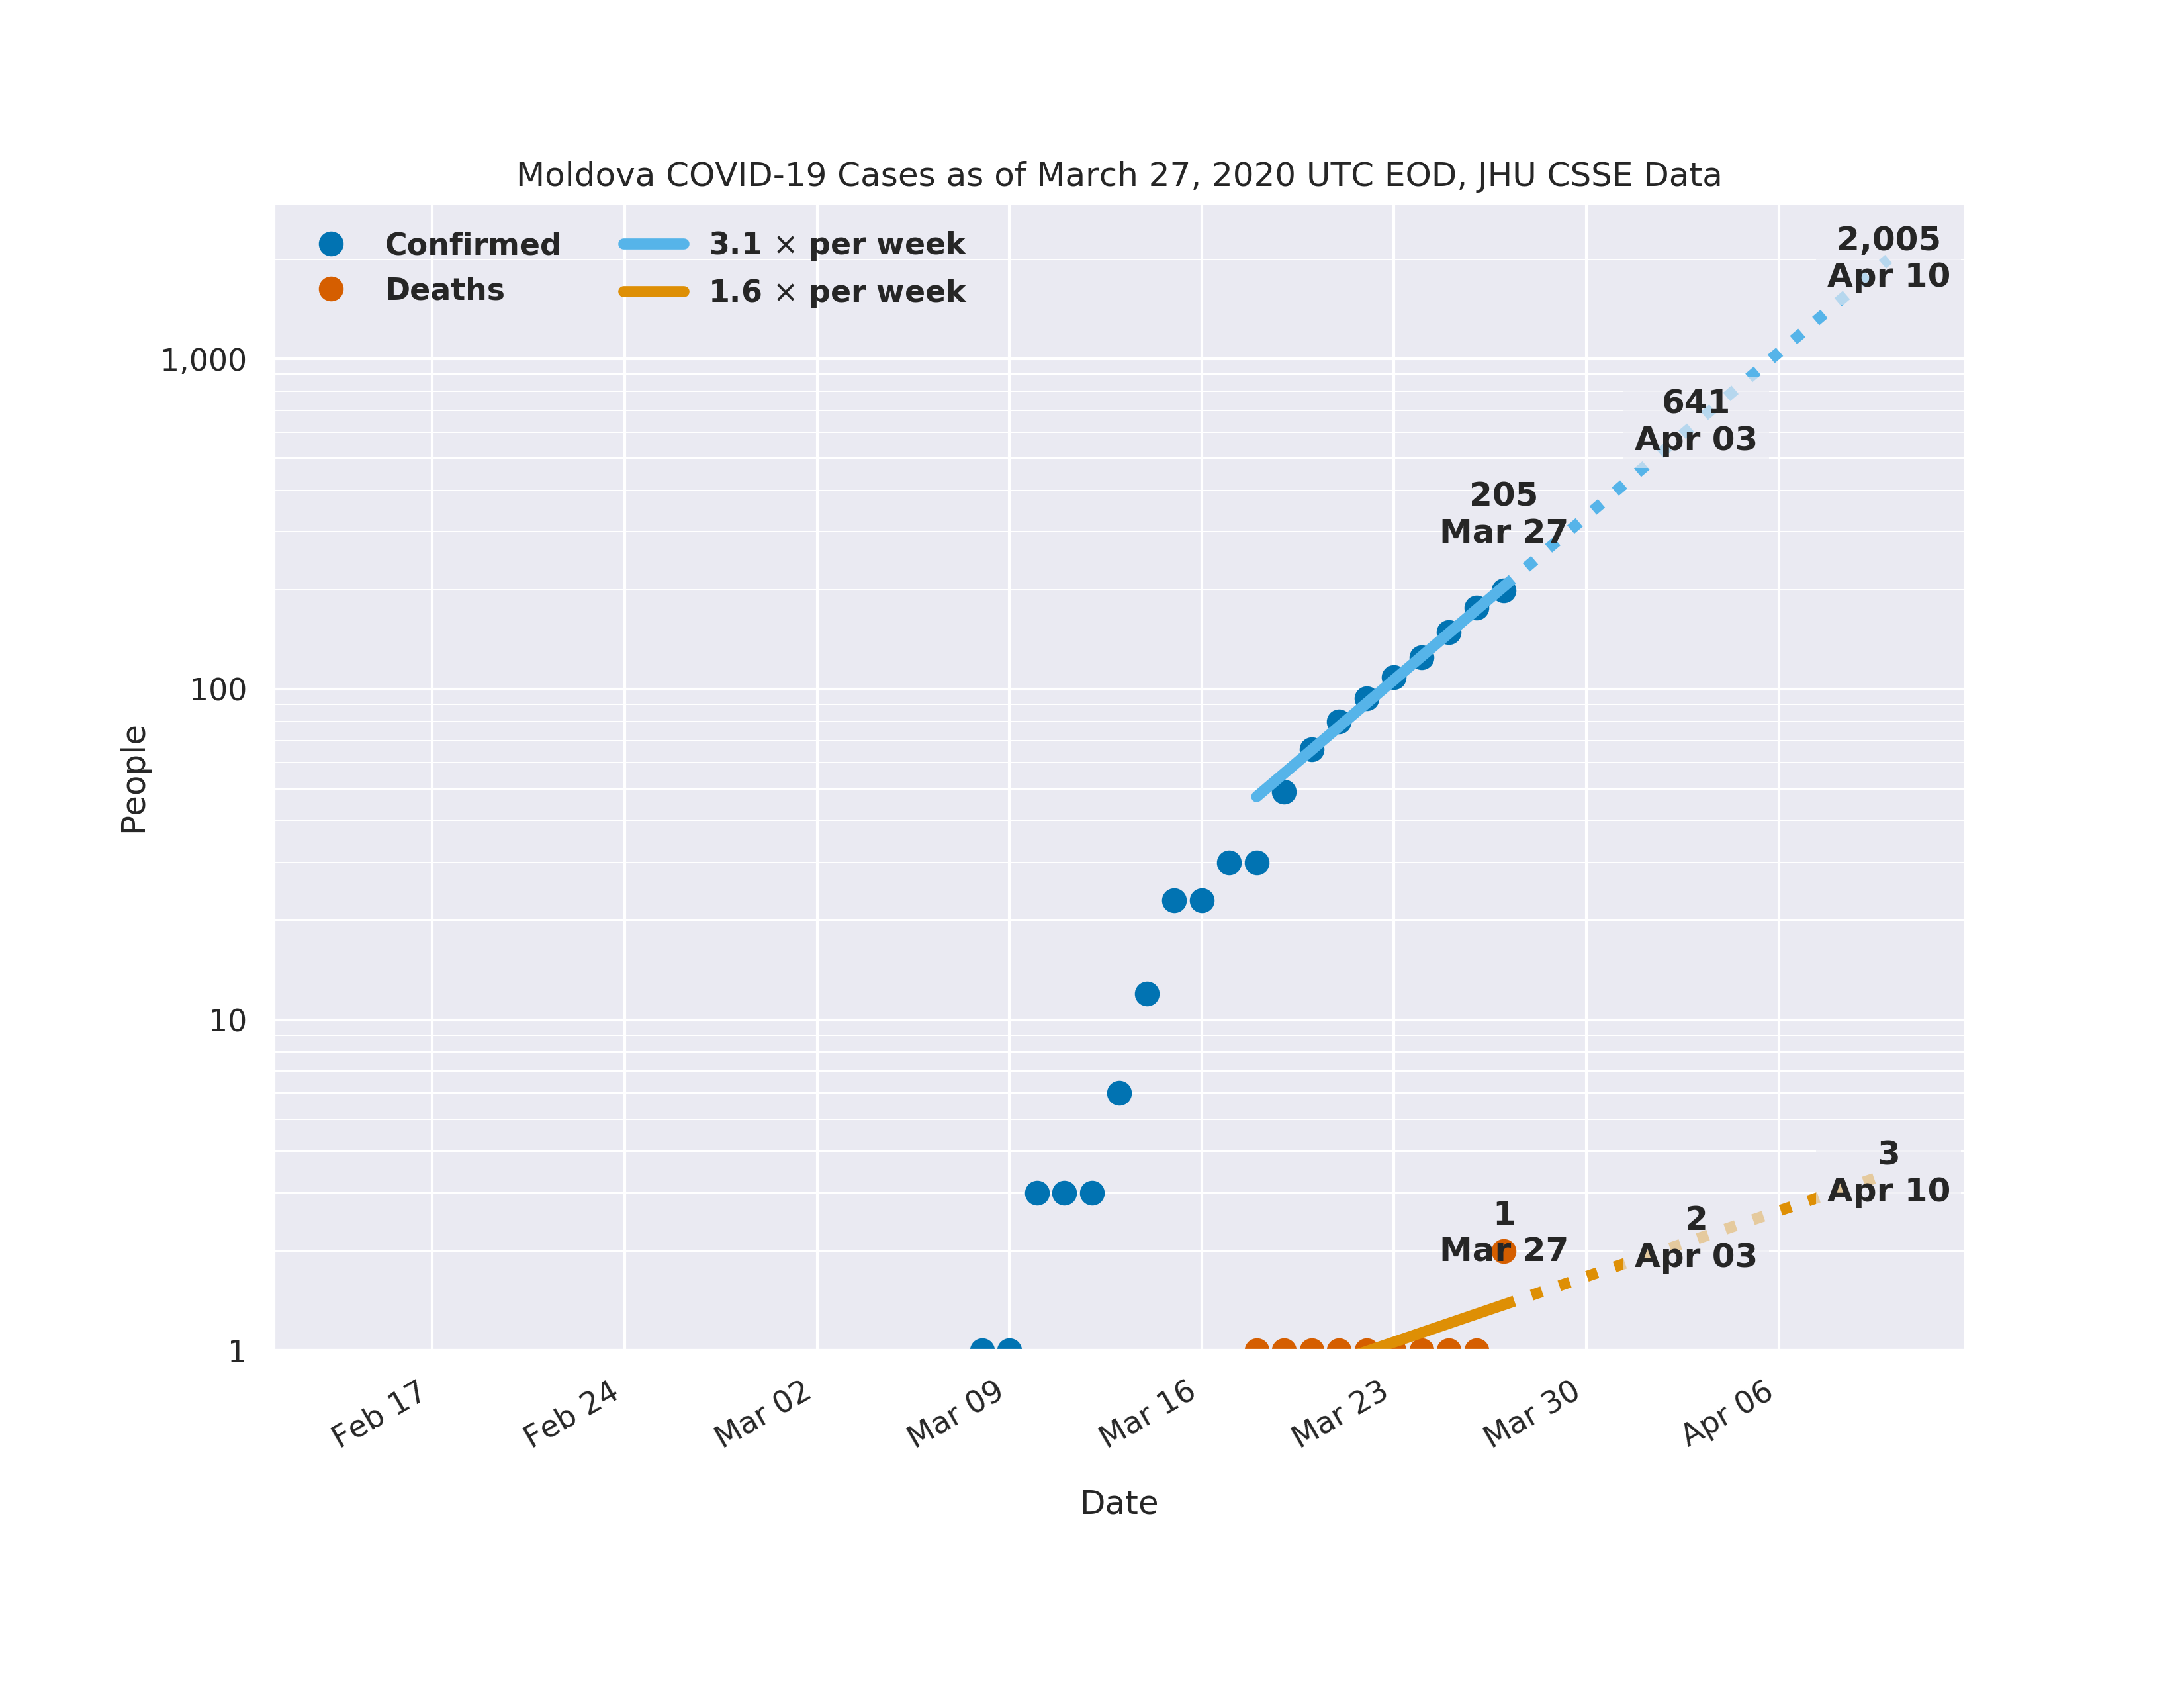 Moldova COVID-19 Cases as of March 27, 2020 UTC EOD, JHU CSSE Data
Confirmed
Deaths
3.1 × per week
1.6 × per week
2,005
Apr 10
641
Apr 03
205
Mar 27
3
Apr 10
2
Apr 03
1
Mar 27
People
1,000
100
10
1
Feb 17
Feb 24
Mar 02
Mar 09
Mar 16
Mar 23
Mar 30
Apr 06
Date